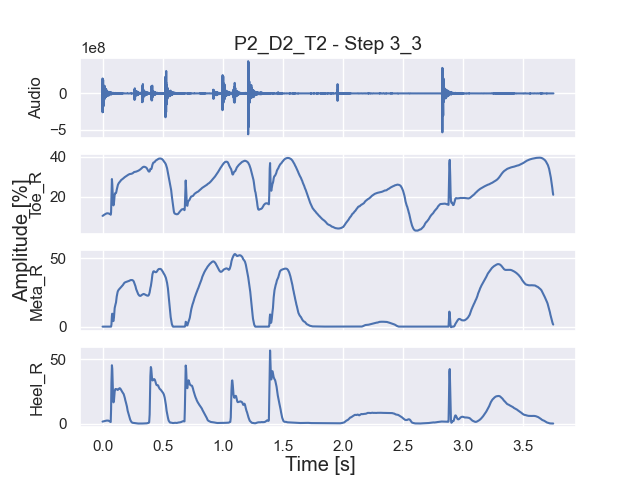 P2_D2_T2 - Step 3_3
1e8
Audio
0
−5
Amplitude [%]
Toe_R
40
20
Meta_R
50
0
Heel_R
50
0
0.0 0.5 1.0 1.5 2.0 2.5 3.0 3.5
Time [s]